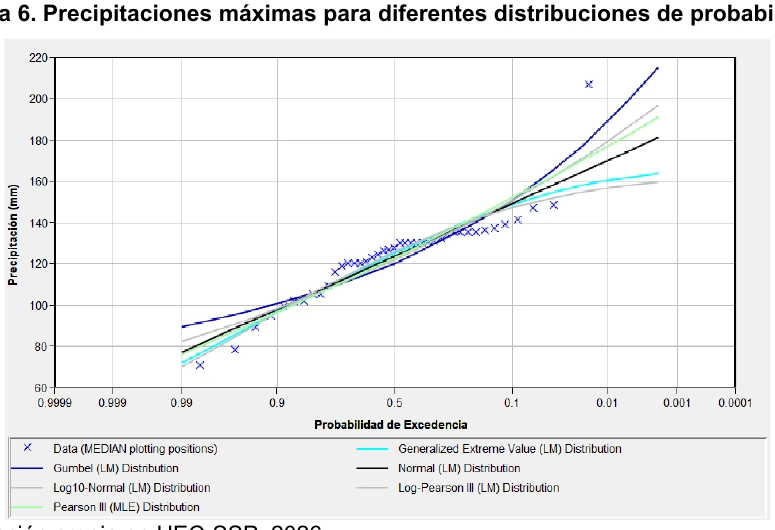 a 6. Precipitaciones máximas para diferentes distribuciones de probabi
220
200
180
160
140
120
100
80
60
Precipitación (mm)
0.9999 0.999 0.99 0.9 0.5 0.1 0.01 0.001 0.0001
Probabilidad de Excedencia
Data (MEDIAN plotting positions) Generalized Extreme Value (LM) Distribution
Gumbel (LM) Distribution Normal (LM) Distribution
Log10-Normal (LM) Distribution Log-Pearson III (LM) Distribution
Pearson III (MLE) Distribution